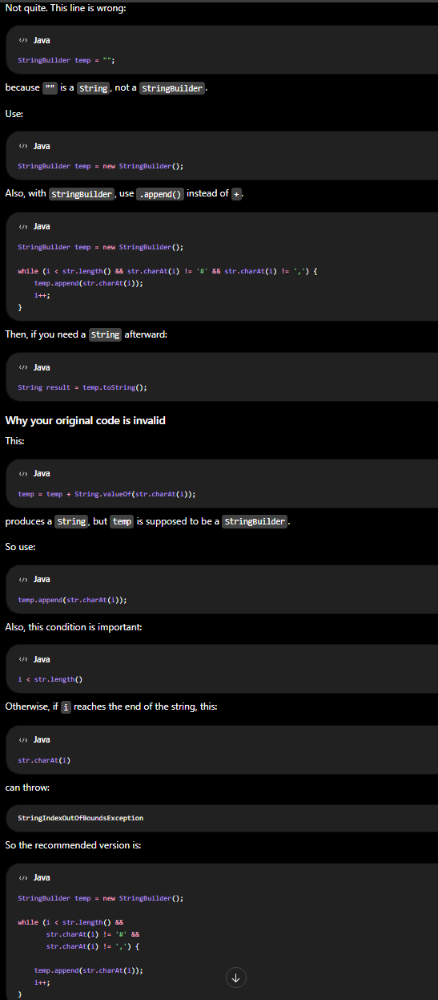 Not quite. This line is wrong:
Java
StringBuilder temp = "";
because "" is a String, not a StringBuilder.
Use:
Java
StringBuilder temp = new StringBuilder();
Also, with StringBuilder, use .append() instead of +.
Java
StringBuilder temp = new StringBuilder();
while (i < str.length() && str.charAt(i) != '#' && str.charAt(i) != ',') {
    temp.append(str.charAt(i));
    i++;
}
Then, if you need a String afterward:
Java
String result = temp.toString();
Why your original code is invalid
This:
Java
temp = temp + String.valueOf(str.charAt(i));
produces a String, but temp is supposed to be a StringBuilder.
So use:
Java
temp.append(str.charAt(i));
Also, this condition is important:
Java
i < str.length()
Otherwise, if i reaches the end of the string, this:
Java
str.charAt(i)
can throw:
StringIndexOutOfBoundsException
So the recommended version is:
Java
StringBuilder temp = new StringBuilder();
while (i < str.length() &&
       str.charAt(i) != '#' &&
       str.charAt(i) != ',') {
    temp.append(str.charAt(i));
    i++;
}